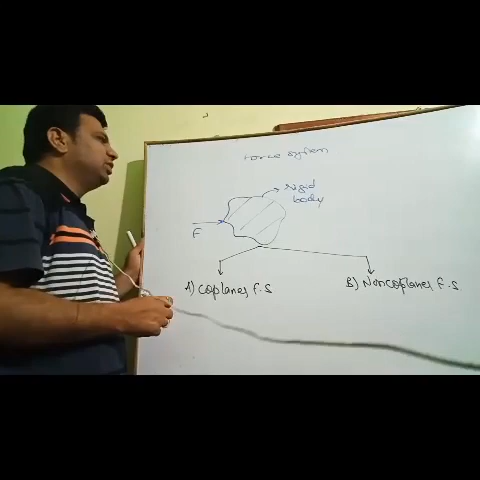 Force system
Rigid
body
F
A) Coplaner F.S
B) Noncoplaner F.S